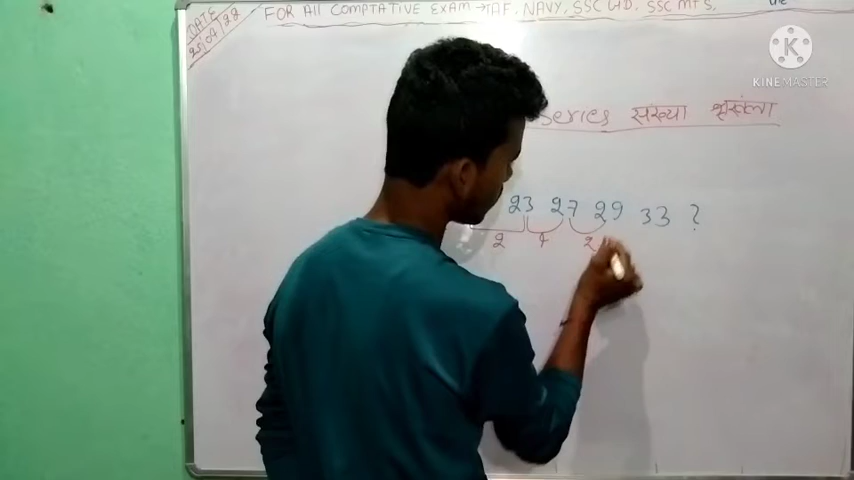 DATE
FOR All COMPTATIVE EXAM → IAF, NAVY, SSC GD. SSC MTS,
K
KINEMASTER
Series संख्या श्रृंखला
23 27 29 33 ?
2 4 2